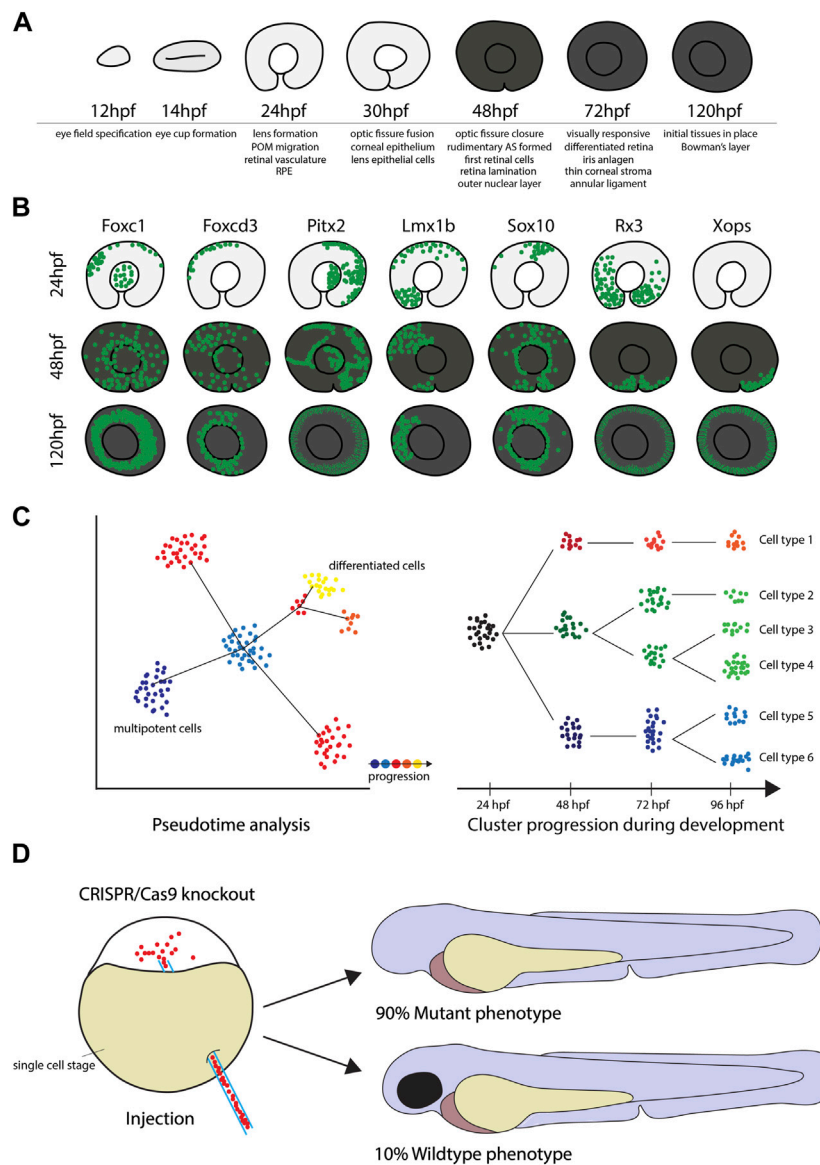 A
12hpf 14hpf 24hpf 30hpf 48hpf 72hpf 120hpf
eye field specification
eye cup formation
lens formation
POM migration
retinal vasculature
RPE
optic fissure fusion
corneal epithelium
lens epithelial cells
optic fissure closure
rudimentary AS formed
first retinal cells
retina lamination
outer nuclear layer
visually responsive
differentiated retina
iris anlagen
thin corneal stroma
annular ligament
initial tissues in place
Bowman's layer
B
Foxc1 Foxcd3 Pitx2 Lmx1b Sox10 Rx3 Xops
24hpf
48hpf
120hpf
C
differentiated cells
multipotent cells
progression
Pseudotime analysis
Cell type 1
Cell type 2
Cell type 3
Cell type 4
Cell type 5
Cell type 6
24 hpf 48 hpf 72 hpf 96 hpf
Cluster progression during development
D
CRISPR/Cas9 knockout
single cell stage
Injection
90% Mutant phenotype
10% Wildtype phenotype